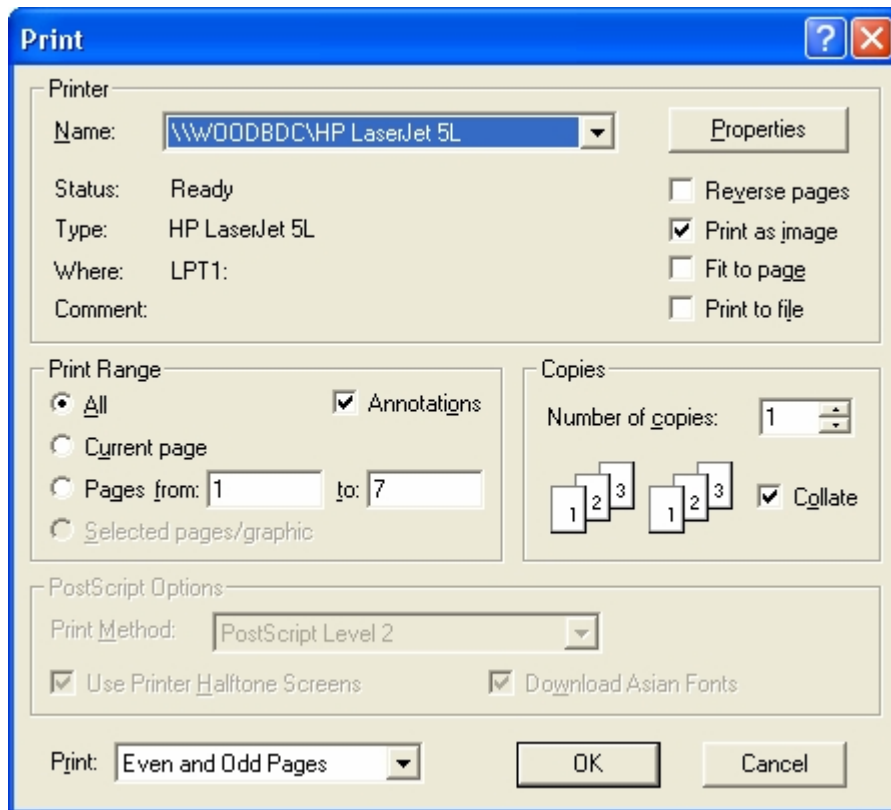 Print
Printer
Name: \\WOODBDC\HP LaserJet 5L
Properties
Status: Ready
Reverse pages
Type: HP LaserJet 5L
Print as image
Where: LPT1:
Fit to page
Comment:
Print to file
Print Range
All
Annotations
Current page
Pages from: 1 to: 7
Selected pages/graphic
Copies
Number of copies: 1
1 2 3 1 2 3
Collate
PostScript Options
Print Method: PostScript Level 2
Use Printer Halftone Screens
Download Asian Fonts
Print: Even and Odd Pages
OK
Cancel